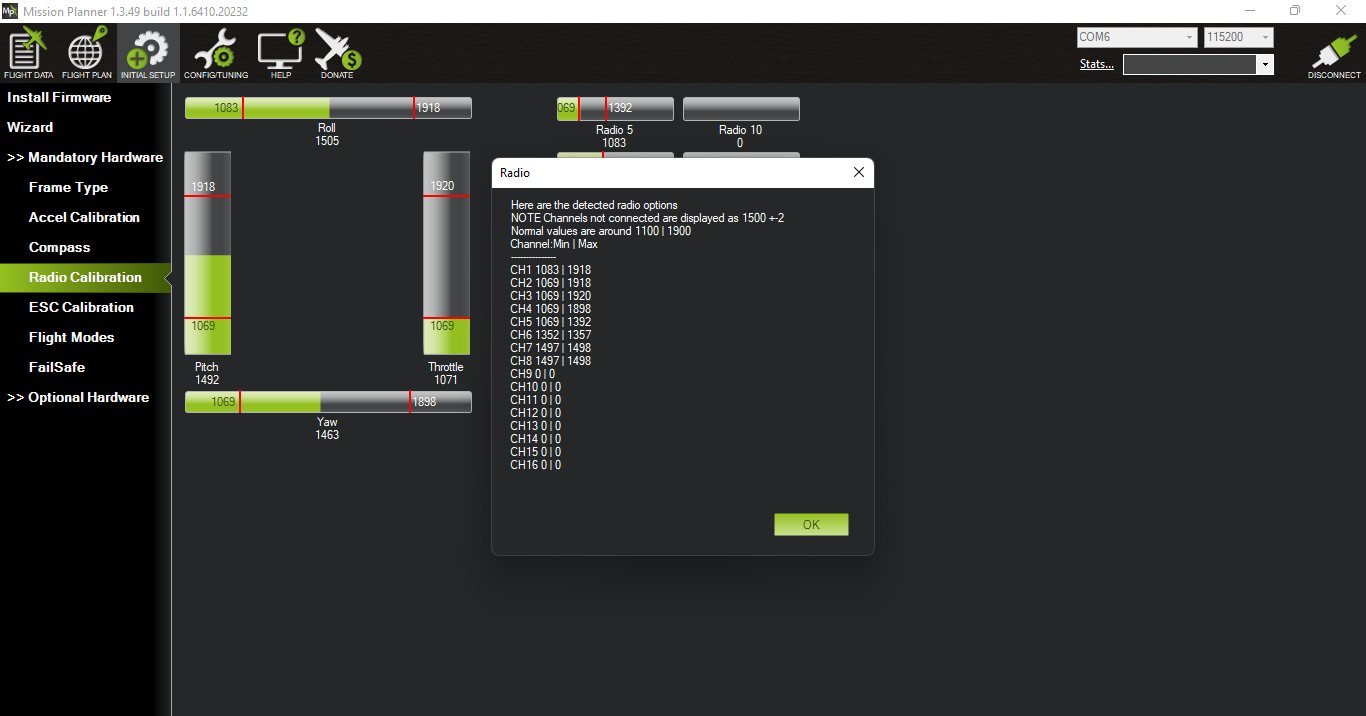 Mission Planner 1.3.49 build 1.1.6410.20232
FLIGHT DATA
FLIGHT PLAN
INITIAL SETUP
CONFIG/TUNING
HELP
DONATE
COM6
115200
Stats...
DISCONNECT
Install Firmware
Wizard
>> Mandatory Hardware
Frame Type
Accel Calibration
Compass
Radio Calibration
ESC Calibration
Flight Modes
FailSafe
>> Optional Hardware
1083 1918
Roll
1505
1918
1069
Pitch
1492
1920
1069
Throttle
1071
1069 1898
Yaw
1463
069 1392
Radio 5
1083
Radio 10
0
Radio
Here are the detected radio options
NOTE Channels not connected are displayed as 1500 +-2
Normal values are around 1100 | 1900
Channel:Min | Max
---------------
CH1 1083 | 1918
CH2 1069 | 1918
CH3 1069 | 1920
CH4 1069 | 1898
CH5 1069 | 1392
CH6 1352 | 1357
CH7 1497 | 1498
CH8 1497 | 1498
CH9 0 | 0
CH10 0 | 0
CH11 0 | 0
CH12 0 | 0
CH13 0 | 0
CH14 0 | 0
CH15 0 | 0
CH16 0 | 0
OK